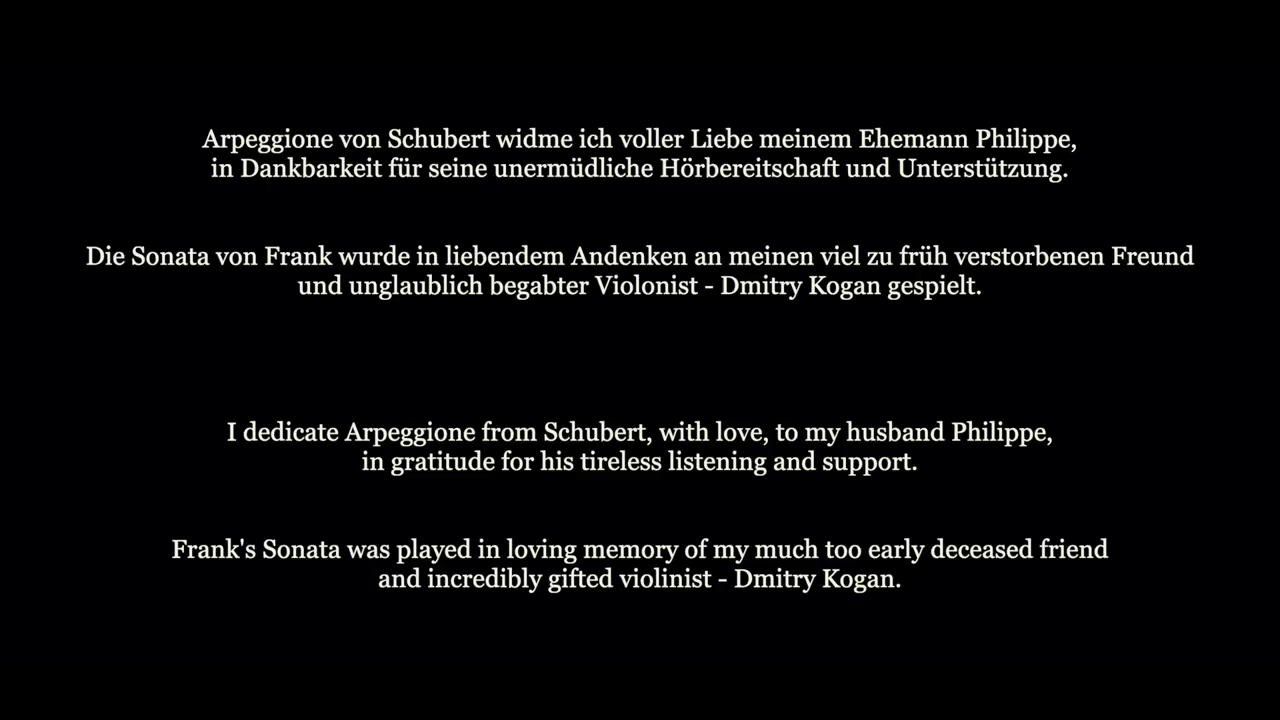 Arpeggione von Schubert widme ich voller Liebe meinem Ehemann Philippe,
in Dankbarkeit für seine unermüdliche Hörbereitschaft und Unterstützung.
Die Sonata von Frank wurde in liebendem Andenken an meinen viel zu früh verstorbenen Freund
und unglaublich begabter Violonist - Dmitry Kogan gespielt.
I dedicate Arpeggione from Schubert, with love, to my husband Philippe,
in gratitude for his tireless listening and support.
Frank's Sonata was played in loving memory of my much too early deceased friend
and incredibly gifted violinist - Dmitry Kogan.